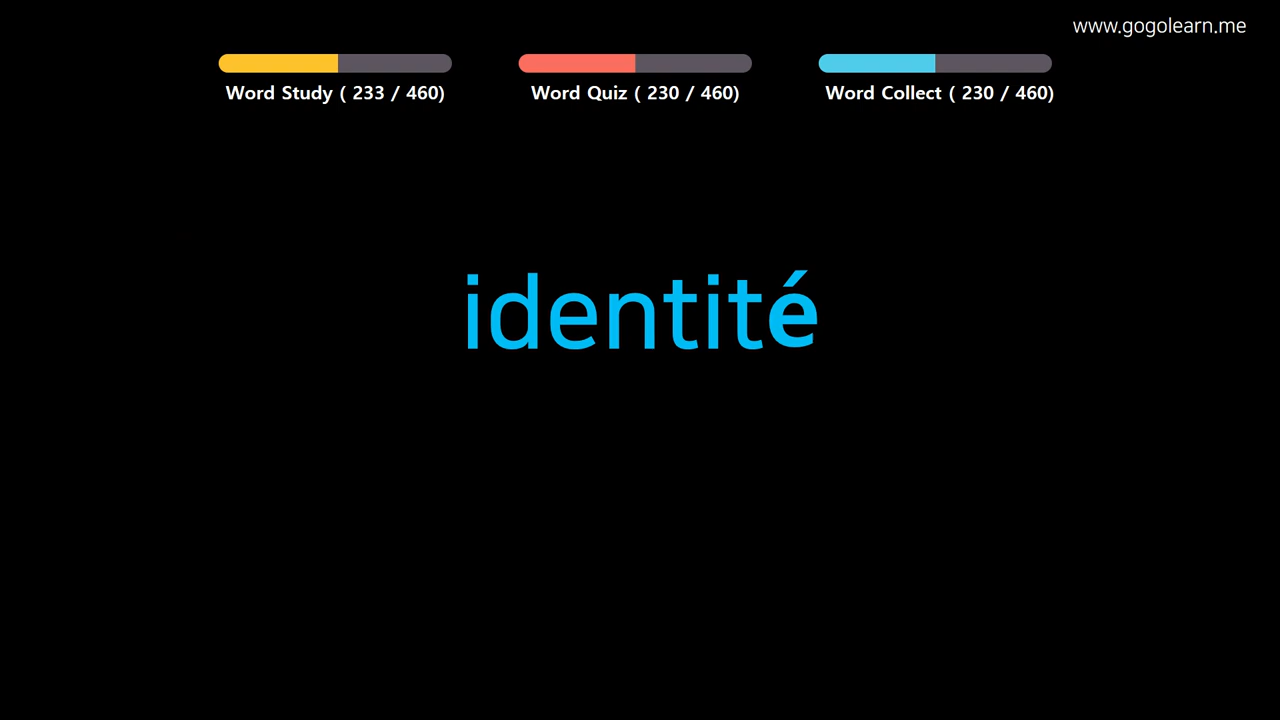 www.gogolearn.me
Word Study ( 233 / 460)
Word Quiz ( 230 / 460)
Word Collect ( 230 / 460)
identité